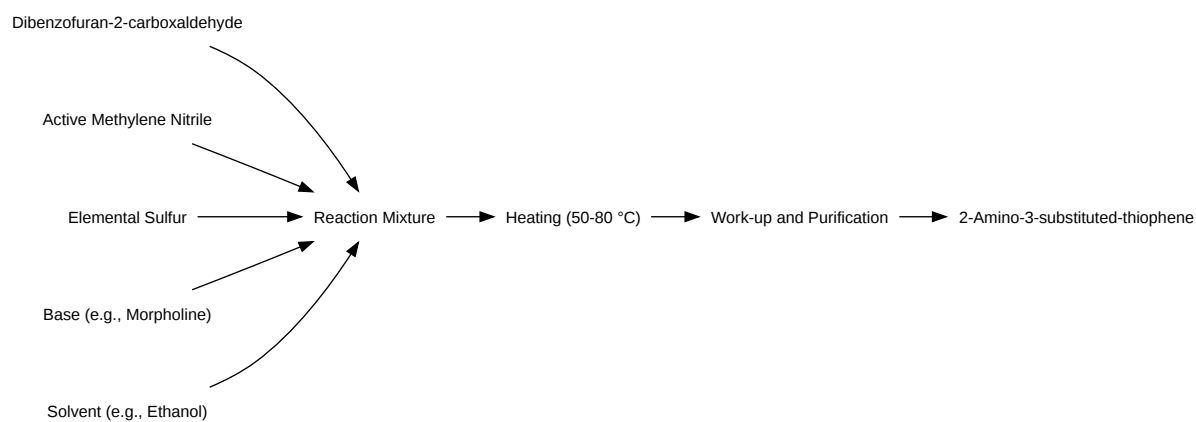 Dibenzofuran-2-carboxaldehyde
Active Methylene Nitrile
Elemental Sulfur
Reaction Mixture
Heating (50-80 °C)
Work-up and Purification
2-Amino-3-substituted-thiophene
Base (e.g., Morpholine)
Solvent (e.g., Ethanol)